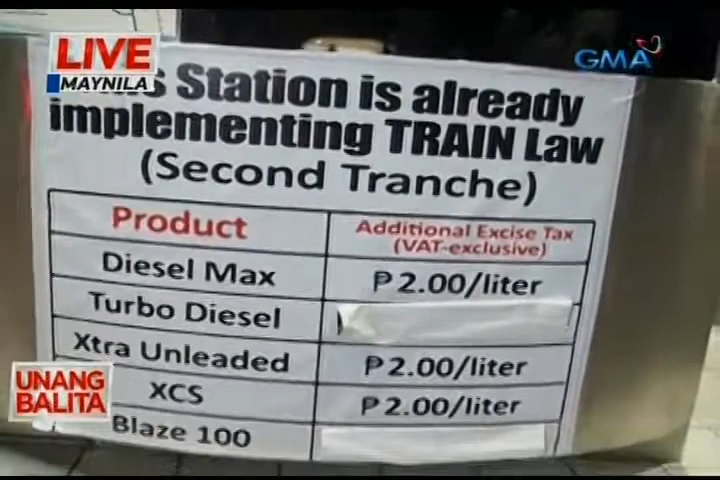 LIVE
MAYNILA
GMA
Station is already
implementing TRAIN Law
(Second Tranche)
Product
Additional Excise Tax
(VAT-exclusive)
Diesel Max
₱2.00/liter
Turbo Diesel
Xtra Unleaded
₱2.00/liter
XCS
₱2.00/liter
Blaze 100
UNANG
BALITA